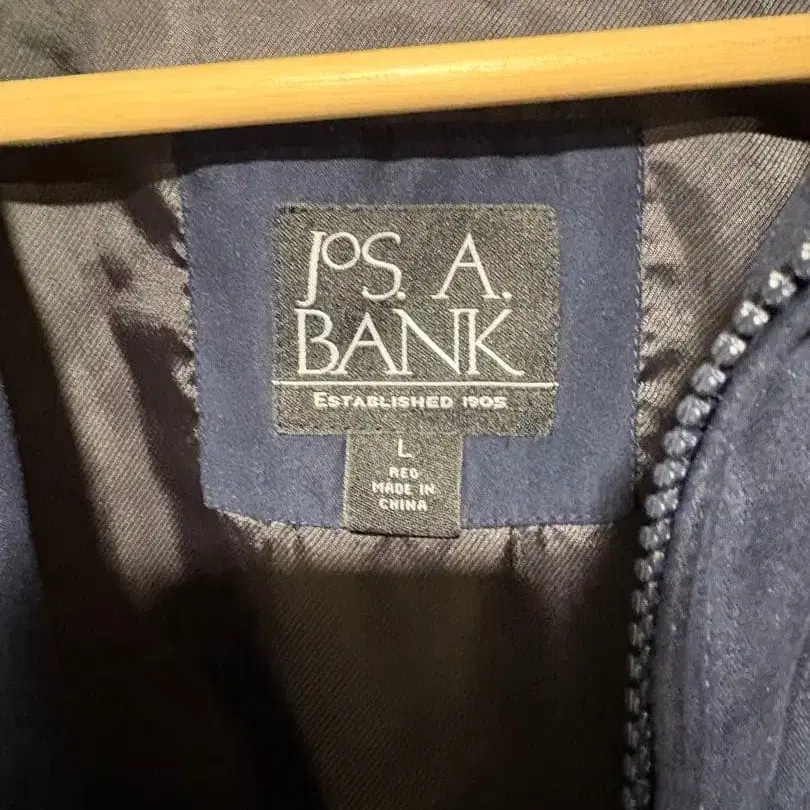 JOS. A.
BANK
ESTABLISHED 1905
L
REG
MADE IN
CHINA